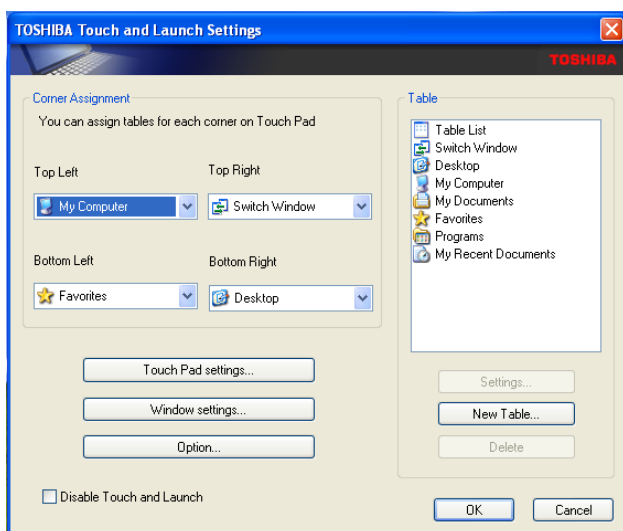 TOSHIBA Touch and Launch Settings
TOSHIBA
Corner Assignment
You can assign tables for each corner on Touch Pad
Top Left
Top Right
My Computer
Switch Window
Bottom Left
Bottom Right
Favorites
Desktop
Touch Pad settings...
Window settings...
Option...
Disable Touch and Launch
Table
Table List
Switch Window
Desktop
My Computer
My Documents
Favorites
Programs
My Recent Documents
Settings...
New Table...
Delete
OK
Cancel